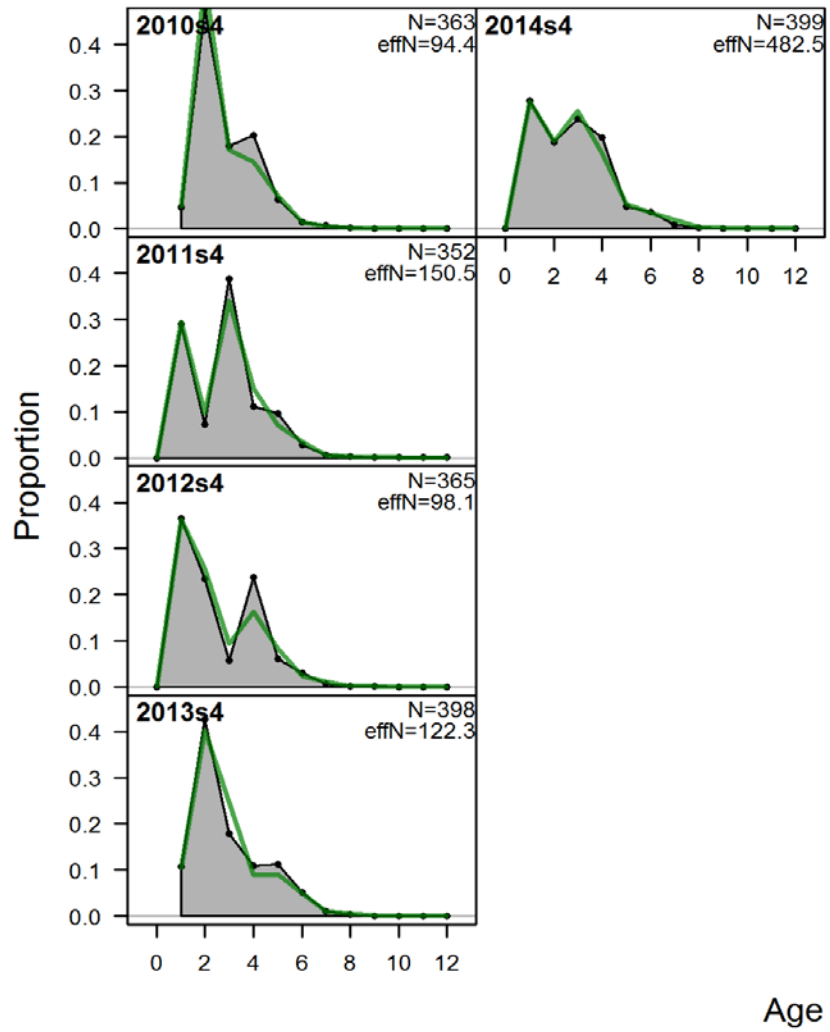 2010s4
N=363
effN=94.4
0.4
0.3
0.2
0.1
0.0
2014s4
N=399
effN=482.5
0 2 4 6 8 10 12
2011s4
N=352
effN=150.5
0.4
0.3
0.2
0.1
0.0
2012s4
N=365
effN=98.1
0.4
0.3
0.2
0.1
0.0
2013s4
N=398
effN=122.3
0.4
0.3
0.2
0.1
0.0
0 2 4 6 8 10 12
Proportion
Age